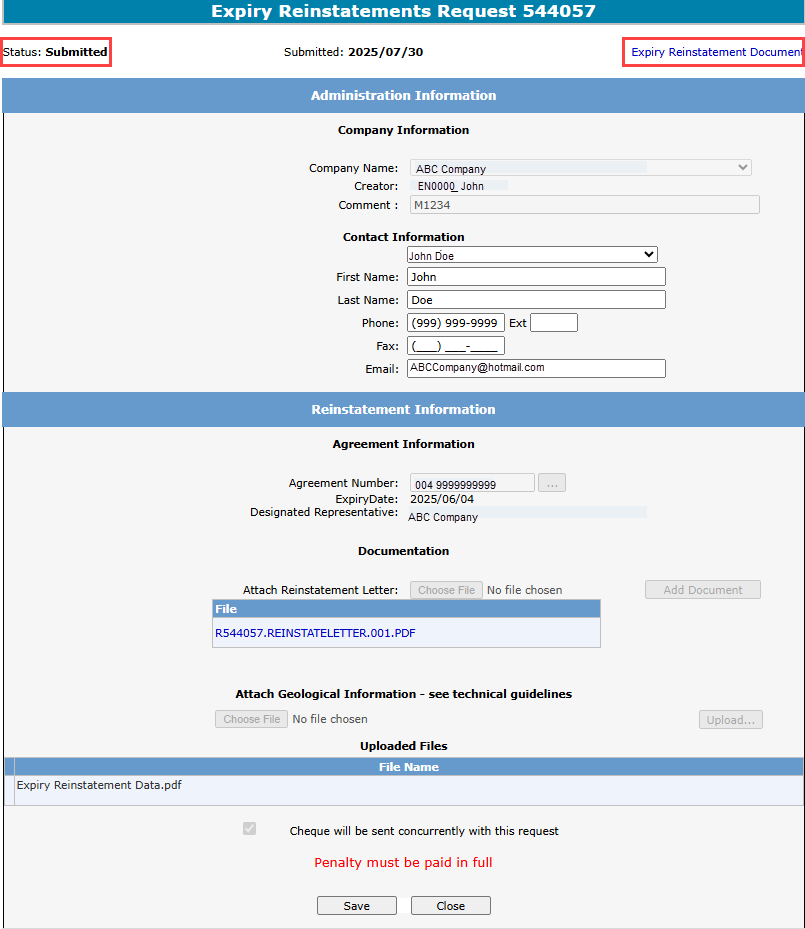 Expiry Reinstatements Request 544057
Status: Submitted Submitted: 2025/07/30 Expiry Reinstatement Document
Administration Information
Company Information
Company Name: ABC Company
Creator: EN0000_ John
Comment : M1234
Contact Information
John Doe
First Name: John
Last Name: Doe
Phone: (999) 999-9999 Ext
Fax: (___) ___-____
Email: ABCCompany@hotmail.com
Reinstatement Information
Agreement Information
Agreement Number: 004 9999999999 ...
ExpiryDate: 2025/06/04
Designated Representative: ABC Company
Documentation
Attach Reinstatement Letter: Choose File No file chosen Add Document
File
R544057.REINSTATELETTER.001.PDF
Attach Geological Information - see technical guidelines
Choose File No file chosen Upload...
Uploaded Files
File Name
Expiry Reinstatement Data.pdf
Cheque will be sent concurrently with this request
Penalty must be paid in full
Save Close